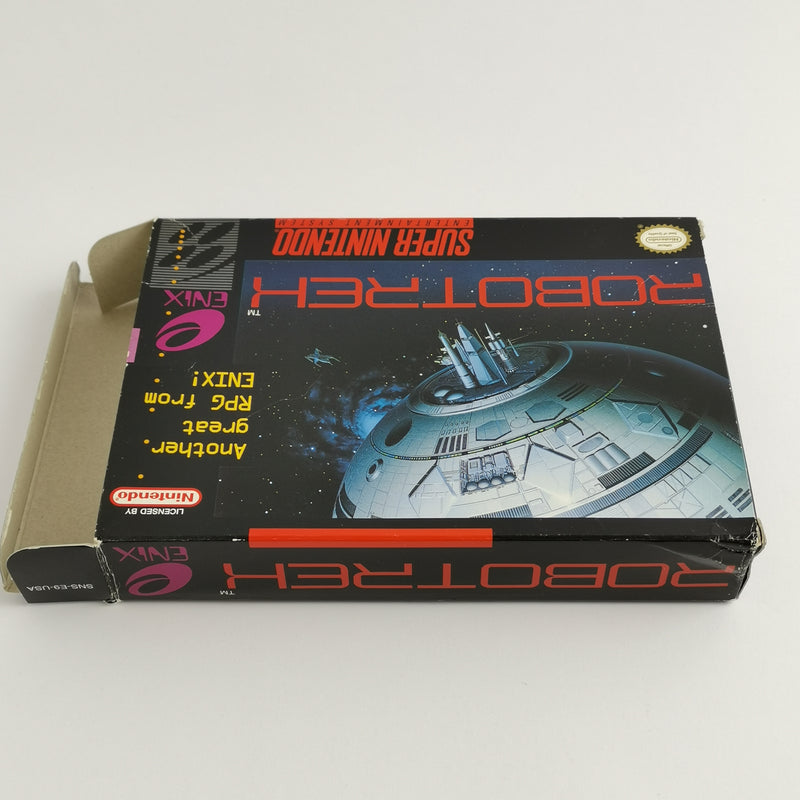 SUPER NINTENDO
ENTERTAINMENT SYSTEM
Nintendo
ROBOTREK
TM
ENIX
Another
great
RPG from
ENIX!
LICENSED BY
Nintendo
ROBOTREK
TM
ENIX
SNS-E9-USA